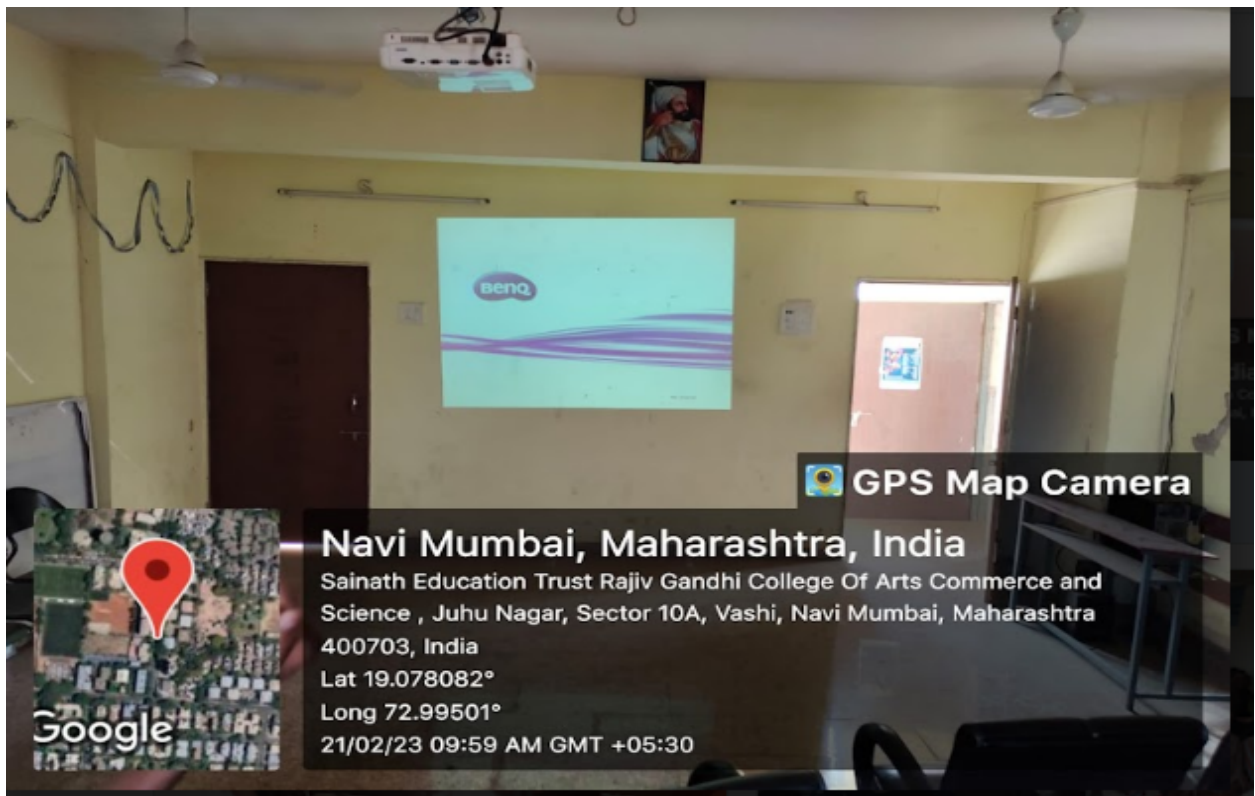 BenQ
GPS Map Camera
Navi Mumbai, Maharashtra, India
Sainath Education Trust Rajiv Gandhi College Of Arts Commerce and
Science , Juhu Nagar, Sector 10A, Vashi, Navi Mumbai, Maharashtra
400703, India
Lat 19.078082°
Long 72.99501°
21/02/23 09:59 AM GMT +05:30
Google